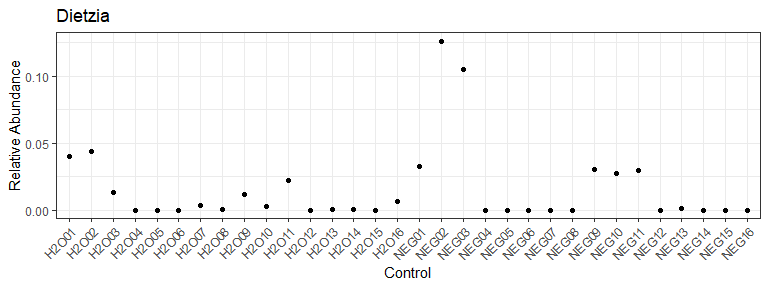 Dietzia
Relative Abundance
0.10
0.05
0.00
H2O01 H2O02 H2O03 H2O04 H2O05 H2O06 H2O07 H2O08 H2O09 H2O10 H2O11 H2O12 H2O13 H2O14 H2O15 H2O16 NEG01 NEG02 NEG03 NEG04 NEG05 NEG06 NEG07 NEG08 NEG09 NEG10 NEG11 NEG12 NEG13 NEG14 NEG15 NEG16
Control